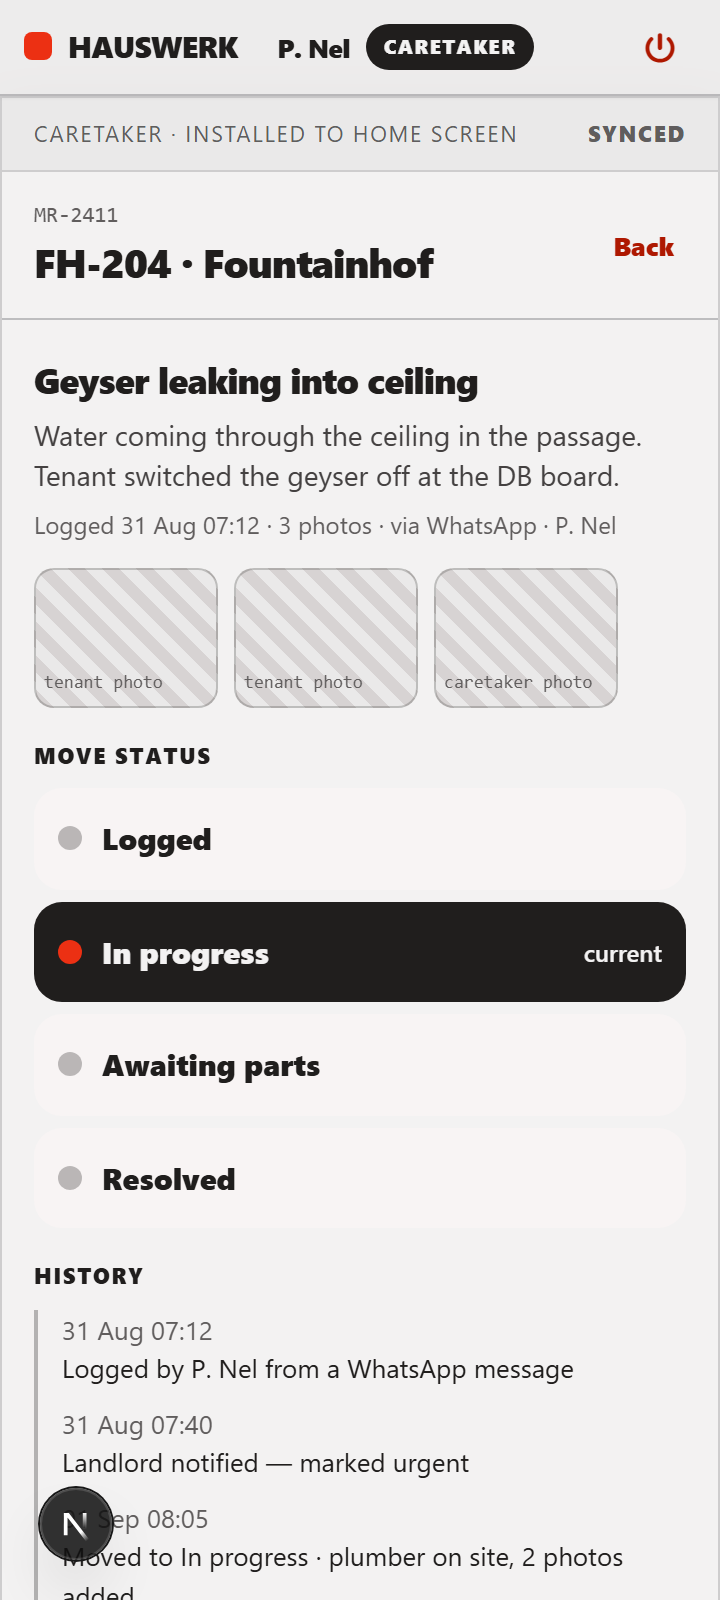 HAUSWERK P. Nel CARETAKER
CARETAKER · INSTALLED TO HOME SCREEN SYNCED
MR-2411
FH-204 · Fountainhof
Back
Geyser leaking into ceiling
Water coming through the ceiling in the passage.
Tenant switched the geyser off at the DB board.
Logged 31 Aug 07:12 · 3 photos · via WhatsApp · P. Nel
tenant photo tenant photo caretaker photo
MOVE STATUS
Logged
In progress current
Awaiting parts
Resolved
HISTORY
31 Aug 07:12
Logged by P. Nel from a WhatsApp message
31 Aug 07:40
Landlord notified — marked urgent
Sep 08:05
N
Moved to In progress · plumber on site, 2 photos
added